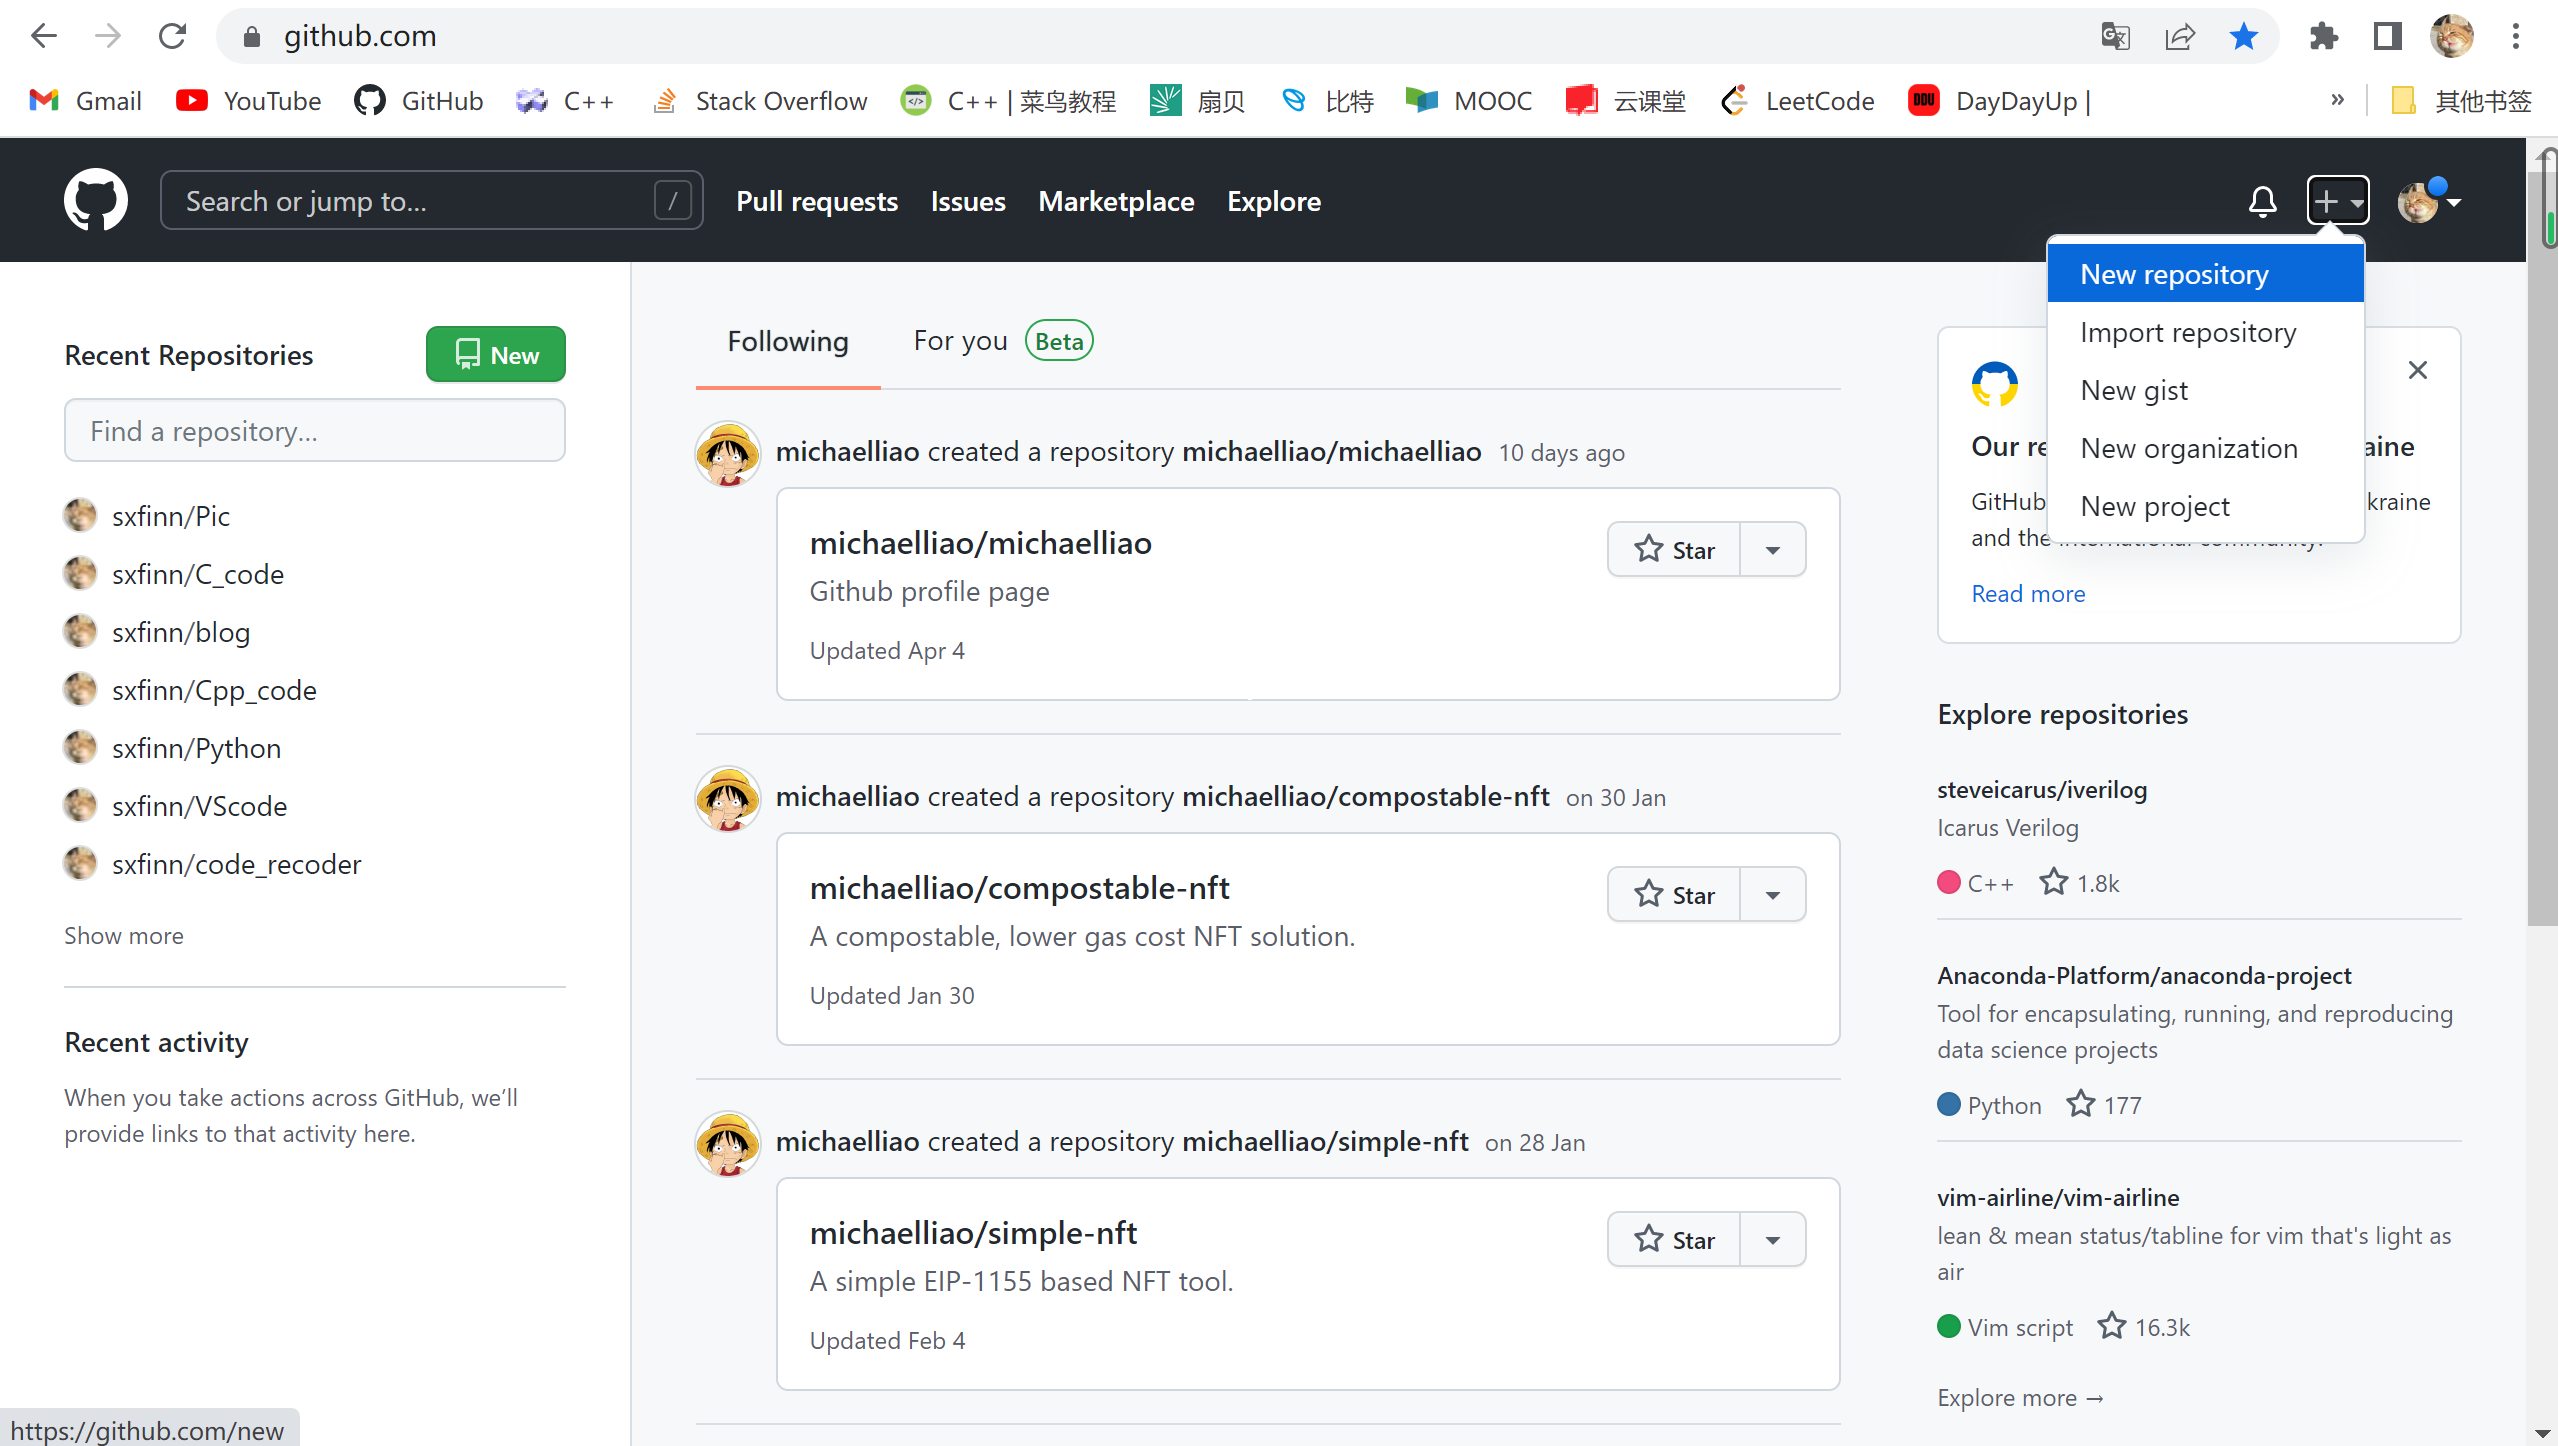 github.com
Gmail YouTube GitHub C++ Stack Overflow C++ | 菜鸟教程 扇贝 比特 MOOC 云课堂 LeetCode DayDayUp | » 其他书签
Search or jump to... / Pull requests Issues Marketplace Explore
New repository
Import repository
New gist
New organization
New project
Recent Repositories New
Find a repository...
sxfinn/Pic
sxfinn/C_code
sxfinn/blog
sxfinn/Cpp_code
sxfinn/Python
sxfinn/VScode
sxfinn/code_recoder
Show more
Recent activity
When you take actions across GitHub, we’ll
provide links to that activity here.
Following For you Beta
michaelliao created a repository michaelliao/michaelliao 10 days ago
michaelliao/michaelliao Star
Github profile page
Updated Apr 4
michaelliao created a repository michaelliao/compostable-nft on 30 Jan
michaelliao/compostable-nft Star
A compostable, lower gas cost NFT solution.
Updated Jan 30
michaelliao created a repository michaelliao/simple-nft on 28 Jan
michaelliao/simple-nft Star
A simple EIP-1155 based NFT tool.
Updated Feb 4
Our
GitHub
and the international community.
Read more
Explore repositories
steveicarus/iverilog
Icarus Verilog
C++ 1.8k
Anaconda-Platform/anaconda-project
Tool for encapsulating, running, and reproducing
data science projects
Python 177
vim-airline/vim-airline
lean & mean status/tabline for vim that's light as
air
Vim script 16.3k
Explore more →
https://github.com/new
DDU